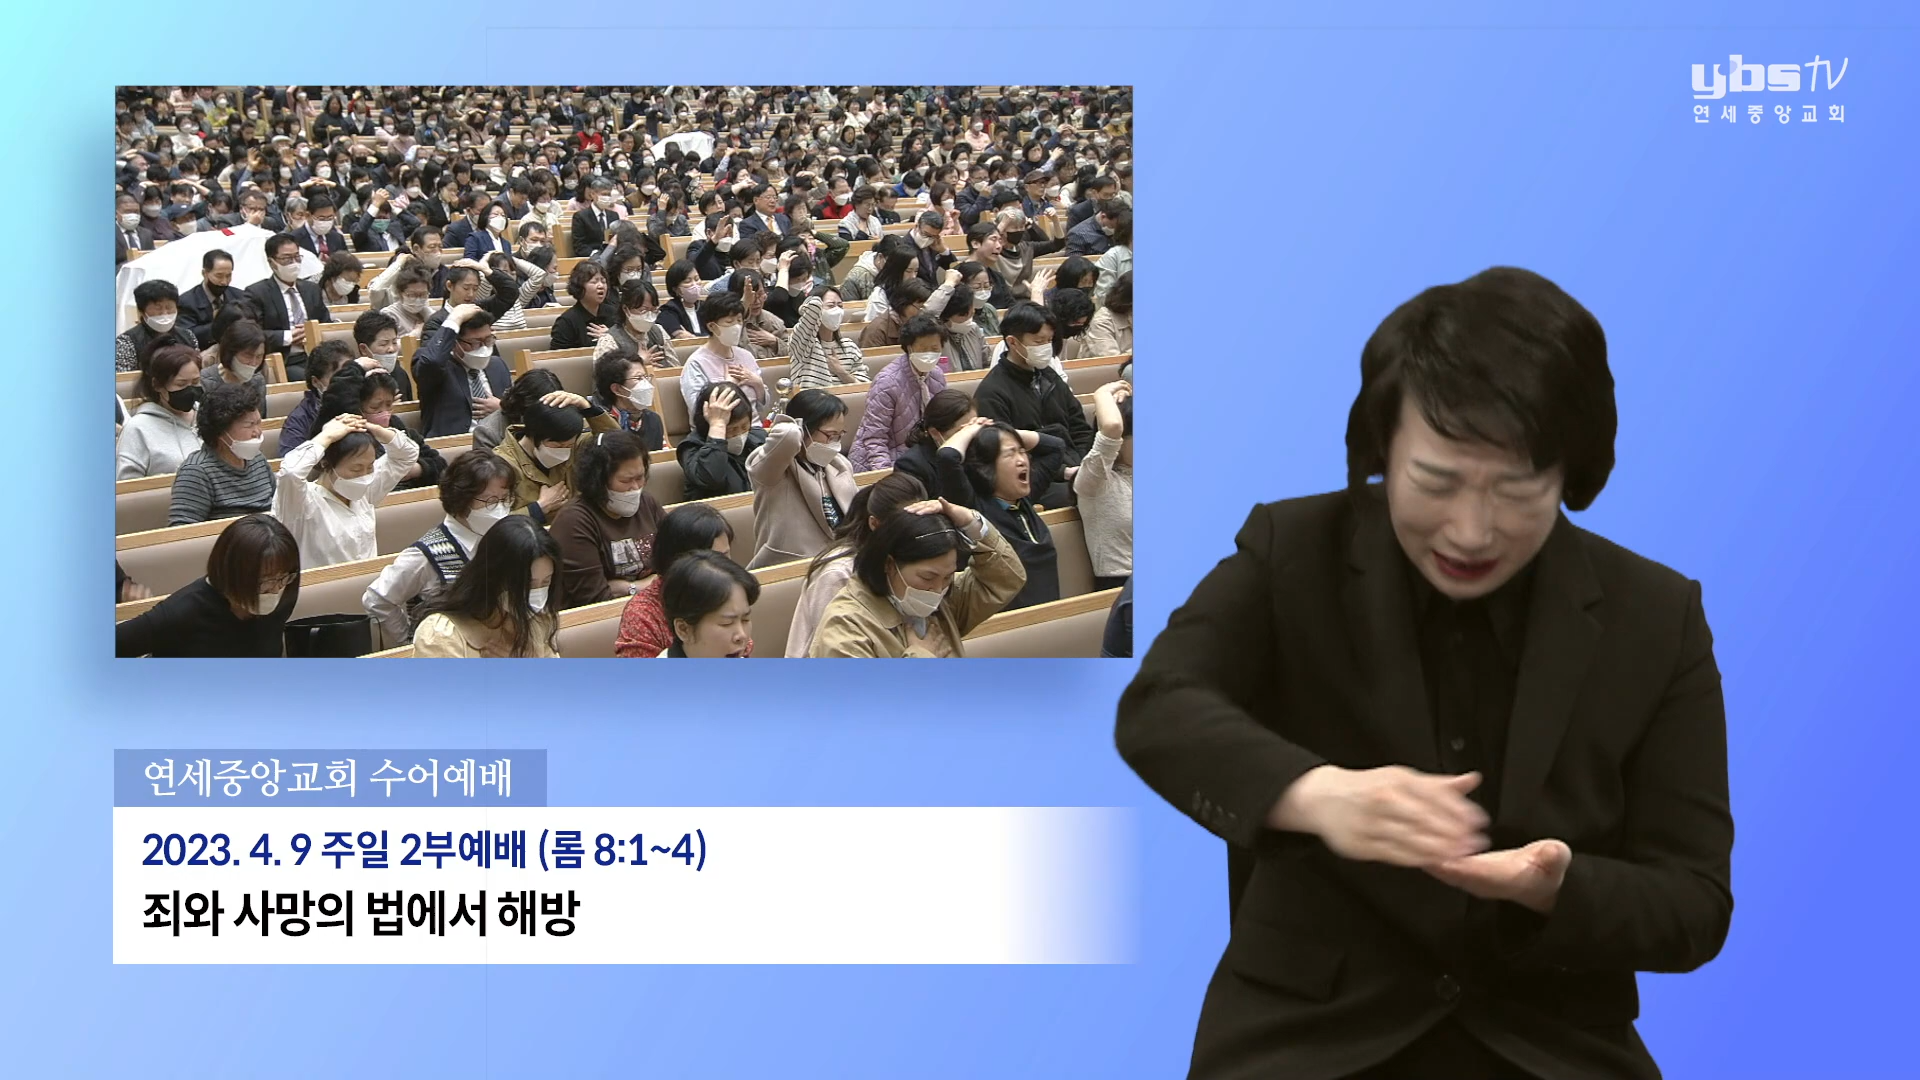 ybstv
연세중앙교회
연세중앙교회 수어예배
2023. 4. 9 주일 2부예배 (롬 8:1~4)
죄와 사망의 법에서 해방